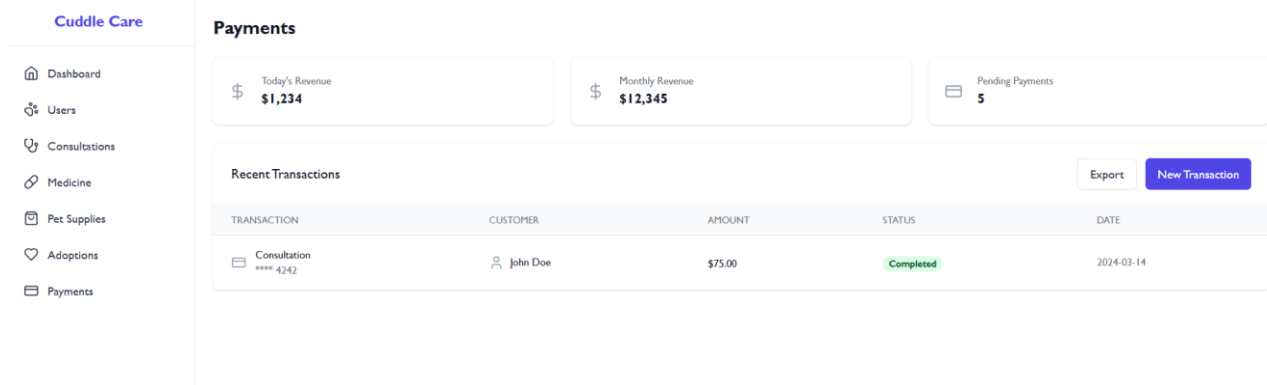 Cuddle Care
Dashboard
Users
Consultations
Medicine
Pet Supplies
Adoptions
Payments
Payments
Today's Revenue
$1,234
Monthly Revenue
$12,345
Pending Payments
5
Recent Transactions
Export
New Transaction
TRANSACTION CUSTOMER AMOUNT STATUS DATE
Consultation
**** 4242
John Doe
$75.00
Completed
2024-03-14